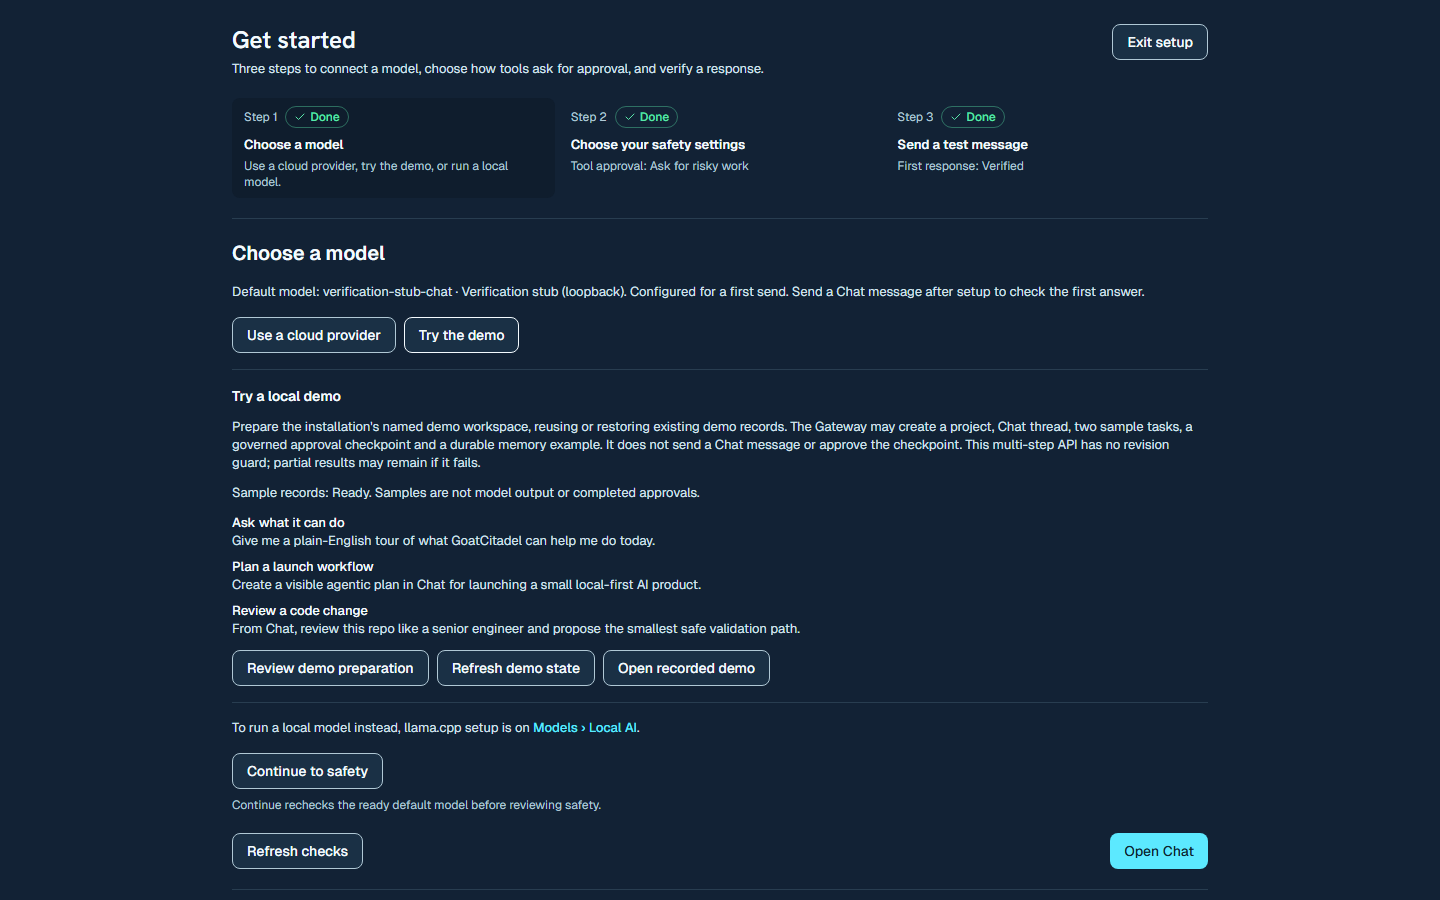 Get started
Exit setup
Three steps to connect a model, choose how tools ask for approval, and verify a response.
Step 1 Done
Choose a model
Use a cloud provider, try the demo, or run a local
model.
Step 2 Done
Choose your safety settings
Tool approval: Ask for risky work
Step 3 Done
Send a test message
First response: Verified
Choose a model
Default model: verification-stub-chat · Verification stub (loopback). Configured for a first send. Send a Chat message after setup to check the first answer.
Use a cloud provider
Try the demo
Try a local demo
Prepare the installation's named demo workspace, reusing or restoring existing demo records. The Gateway may create a project, Chat thread, two sample tasks, a
governed approval checkpoint and a durable memory example. It does not send a Chat message or approve the checkpoint. This multi-step API has no revision
guard; partial results may remain if it fails.
Sample records: Ready. Samples are not model output or completed approvals.
Ask what it can do
Give me a plain-English tour of what GoatCitadel can help me do today.
Plan a launch workflow
Create a visible agentic plan in Chat for launching a small local-first AI product.
Review a code change
From Chat, review this repo like a senior engineer and propose the smallest safe validation path.
Review demo preparation
Refresh demo state
Open recorded demo
To run a local model instead, llama.cpp setup is on Models › Local AI.
Continue to safety
Continue rechecks the ready default model before reviewing safety.
Refresh checks
Open Chat